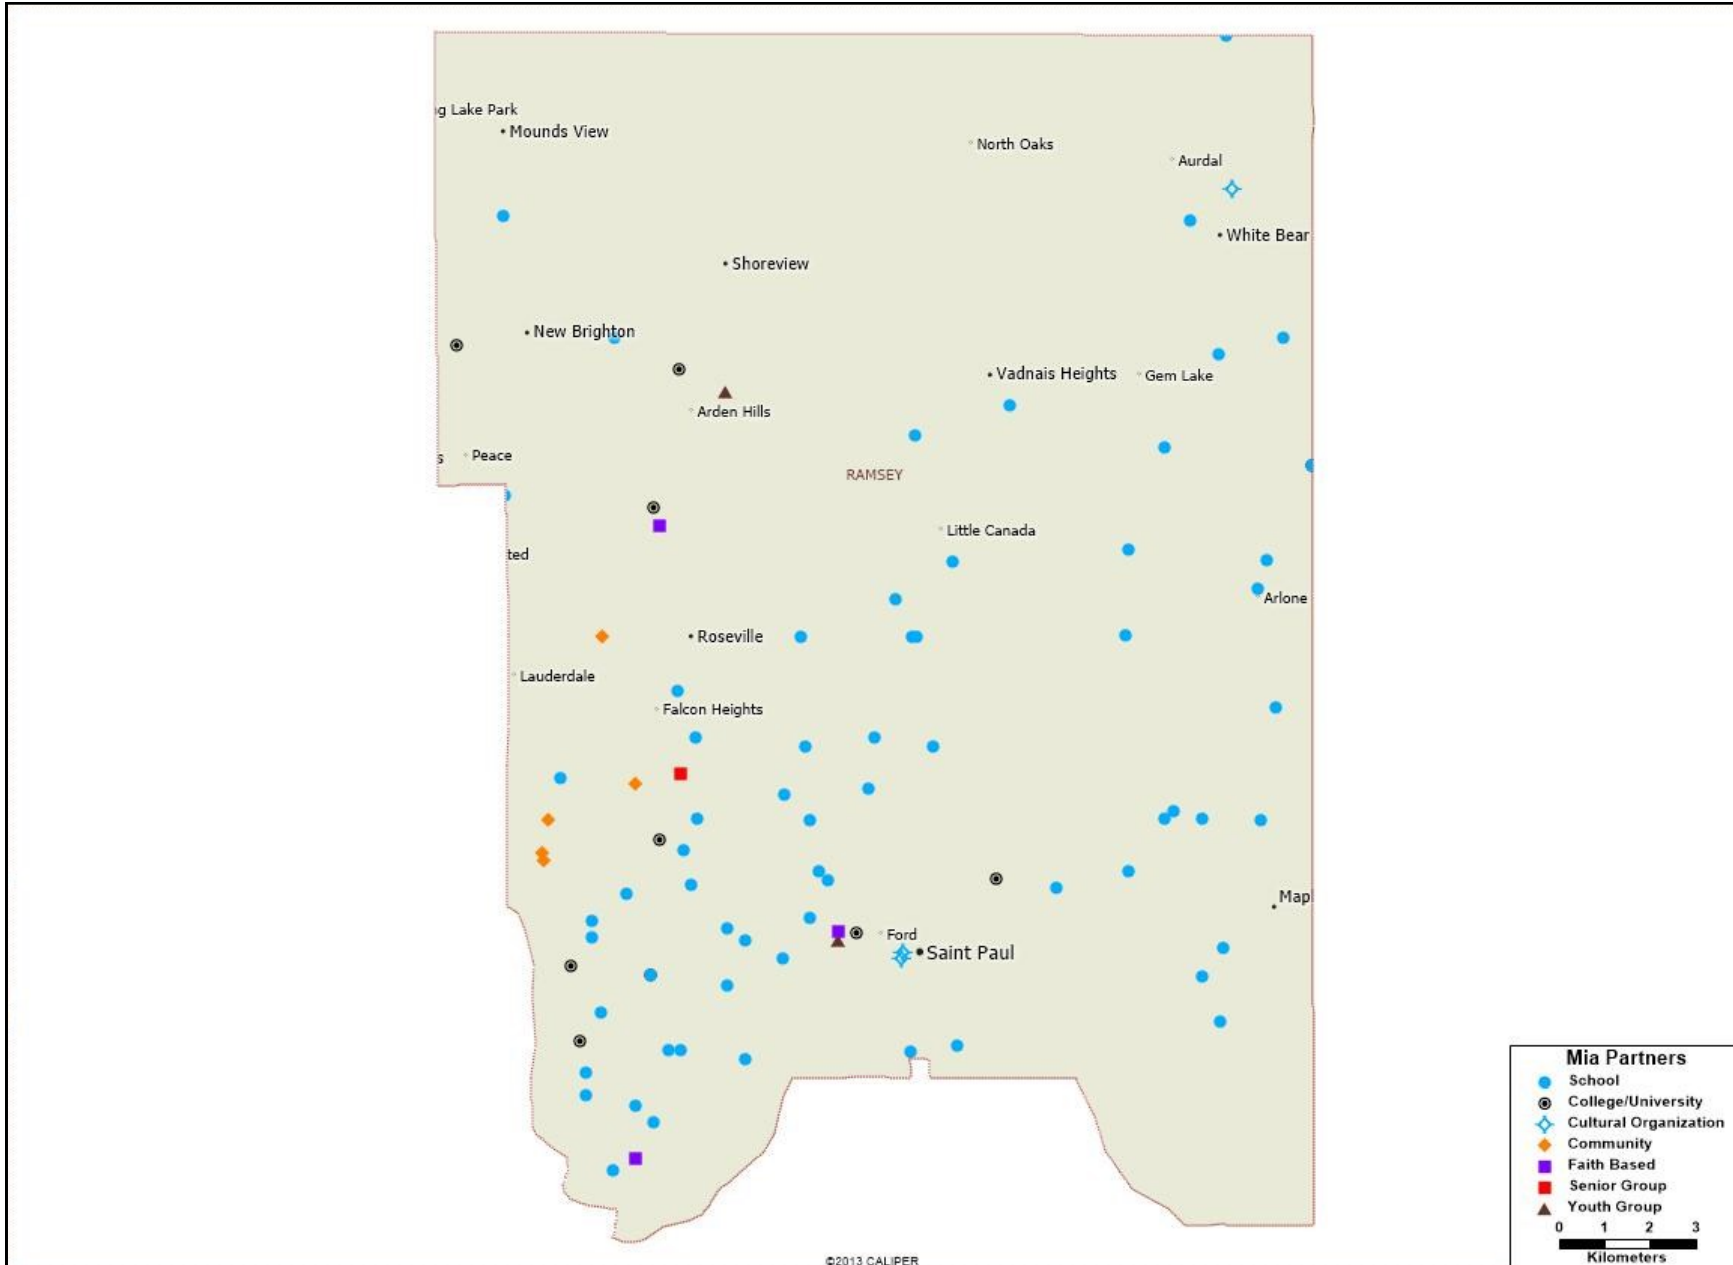 ng Lake Park
Mounds View
North Oaks
Aurdal
White Bear
Shoreview
New Brighton
Vadnais Heights
Gem Lake
Arden Hills
s
Peace
RAMSEY
Little Canada
ted
Arlone
Roseville
Lauderdale
Falcon Heights
Map
Ford
Saint Paul
Mia Partners
School
College/University
Cultural Organization
Community
Faith Based
Senior Group
Youth Group
0 1 2 3
Kilometers
©2013 CALIPER